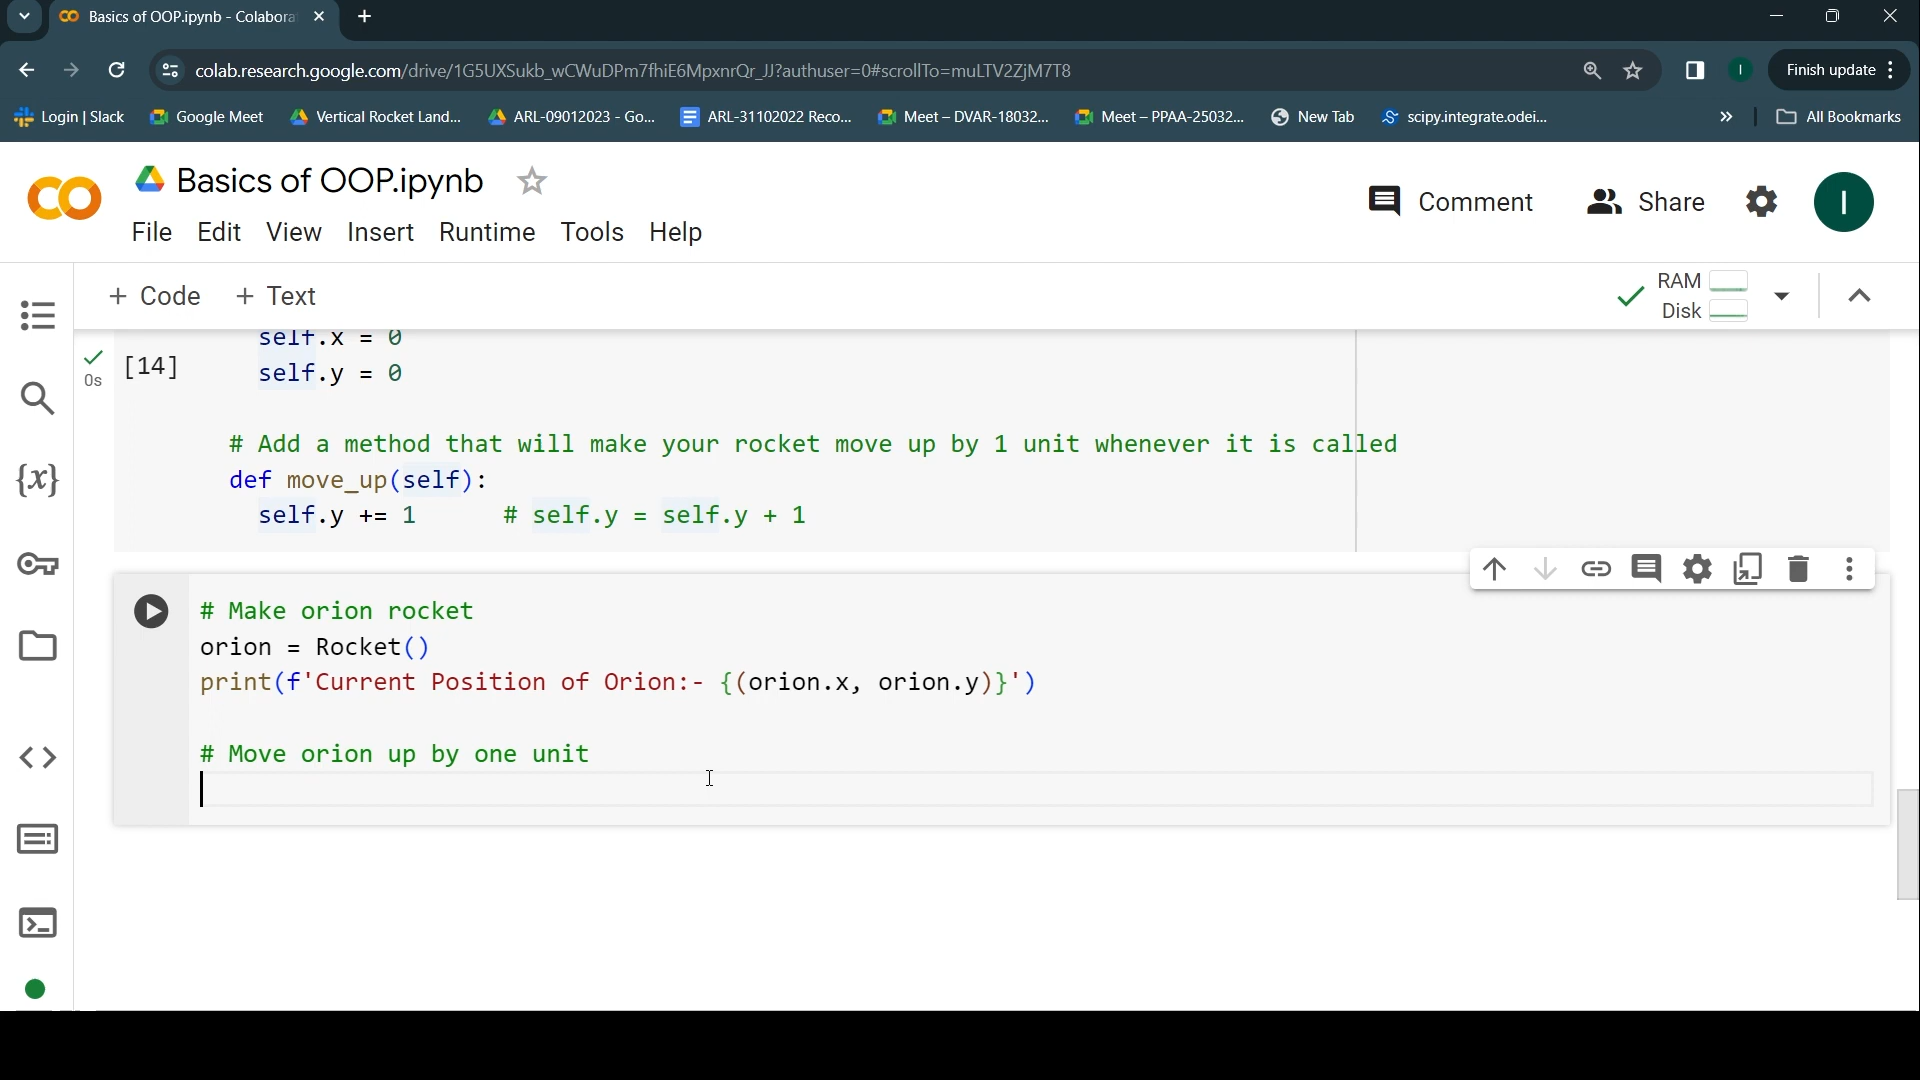 Basics of OOP.ipynb - Colabora
colab.research.google.com/drive/1G5UXSukb_wCWuDPm7fhiE6MpxnrQr_JJ?authuser=0#scrollTo=muLTV2ZjM7T8
I
Finish update
Login | Slack
Google Meet
Vertical Rocket Land...
ARL-09012023 - Go...
ARL-31102022 Reco...
Meet – DVAR-18032...
Meet – PPAA-25032...
New Tab
scipy.integrate.odei...
»
All Bookmarks
Basics of OOP.ipynb
Comment
Share
I
File Edit View Insert Runtime Tools Help
+ Code + Text
RAM
Disk
{x}
self.x = 0
0s
[14]
self.y = 0
# Add a method that will make your rocket move up by 1 unit whenever it is called
def move_up(self):
self.y += 1 # self.y = self.y + 1
# Make orion rocket
orion = Rocket()
print(f'Current Position of Orion:- {(orion.x, orion.y)}')
# Move orion up by one unit